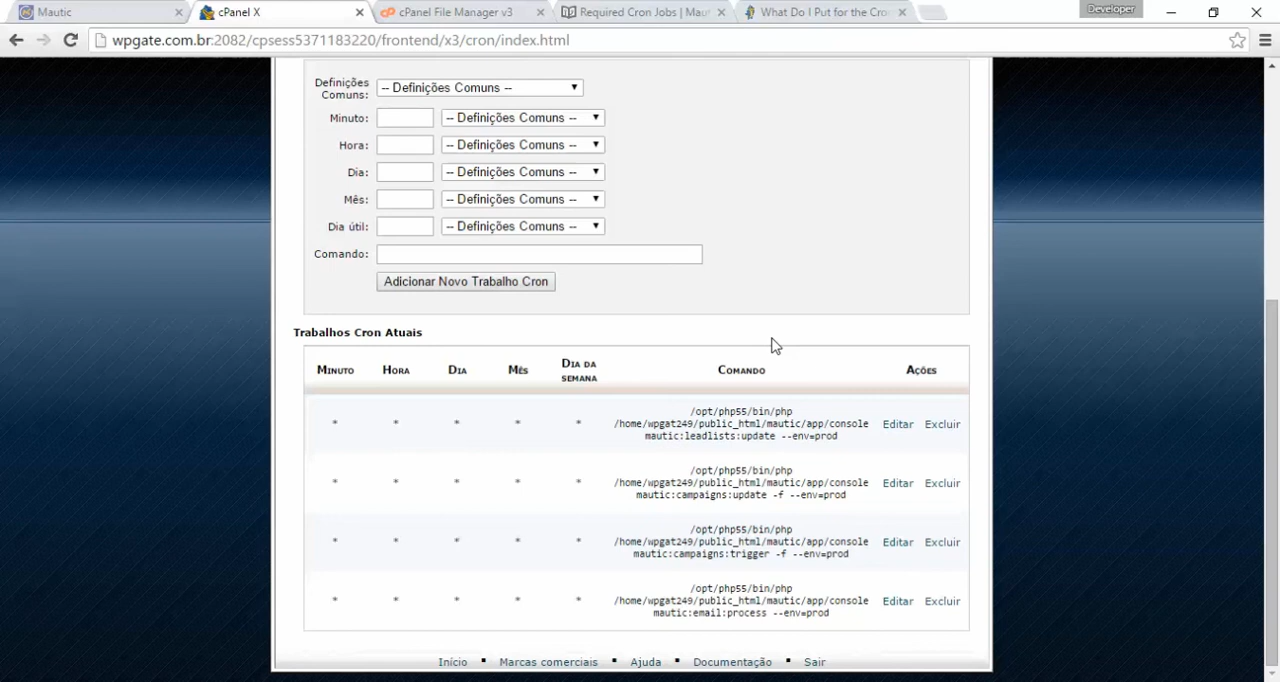 Mautic
cPanel X
cPanel File Manager v3
Required Cron Jobs | Mau
What Do I Put for the Cro
Developer
wpgate.com.br:2082/cpsess5371183220/frontend/x3/cron/index.html
Definições Comuns:
-- Definições Comuns --
Minuto:
-- Definições Comuns --
Hora:
-- Definições Comuns --
Dia:
-- Definições Comuns --
Mês:
-- Definições Comuns --
Dia útil:
-- Definições Comuns --
Comando:
Adicionar Novo Trabalho Cron
Trabalhos Cron Atuais
Minuto Hora Dia Mês Dia da semana Comando Ações
* * * * * /opt/php55/bin/php
/home/wpgat249/public_html/mautic/app/console Editar Excluir
mautic:leadlists:update --env=prod
* * * * * /opt/php55/bin/php
/home/wpgat249/public_html/mautic/app/console Editar Excluir
mautic:campaigns:update -f --env=prod
* * * * * /opt/php55/bin/php
/home/wpgat249/public_html/mautic/app/console Editar Excluir
mautic:campaigns:trigger -f --env=prod
* * * * * /opt/php55/bin/php
/home/wpgat249/public_html/mautic/app/console Editar Excluir
mautic:email:process --env=prod
Início ▪ Marcas comerciais ▪ Ajuda ▪ Documentação ▪ Sair